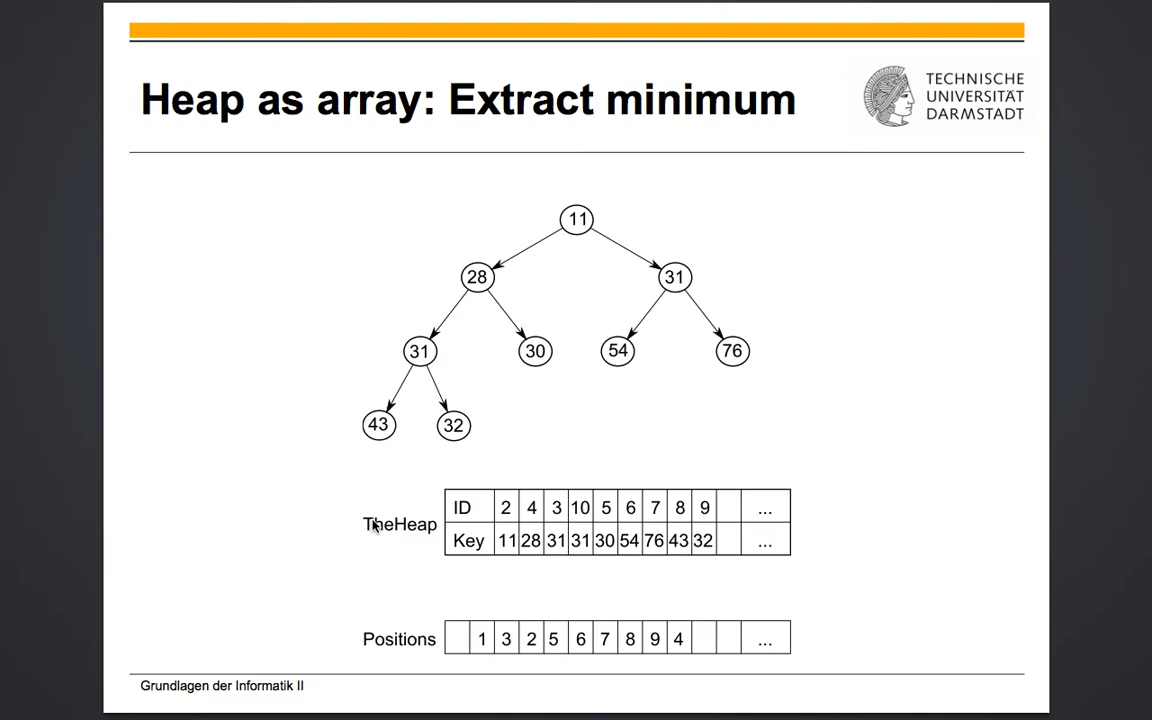 Heap as array: Extract minimum
TECHNISCHE
UNIVERSITÄT
DARMSTADT
11
28 31
31 30 54 76
43 32
TheHeap
ID 2 4 3 10 5 6 7 8 9 ...
Key 11 28 31 31 30 54 76 43 32 ...
Positions 1 3 2 5 6 7 8 9 4 ...
Grundlagen der Informatik II